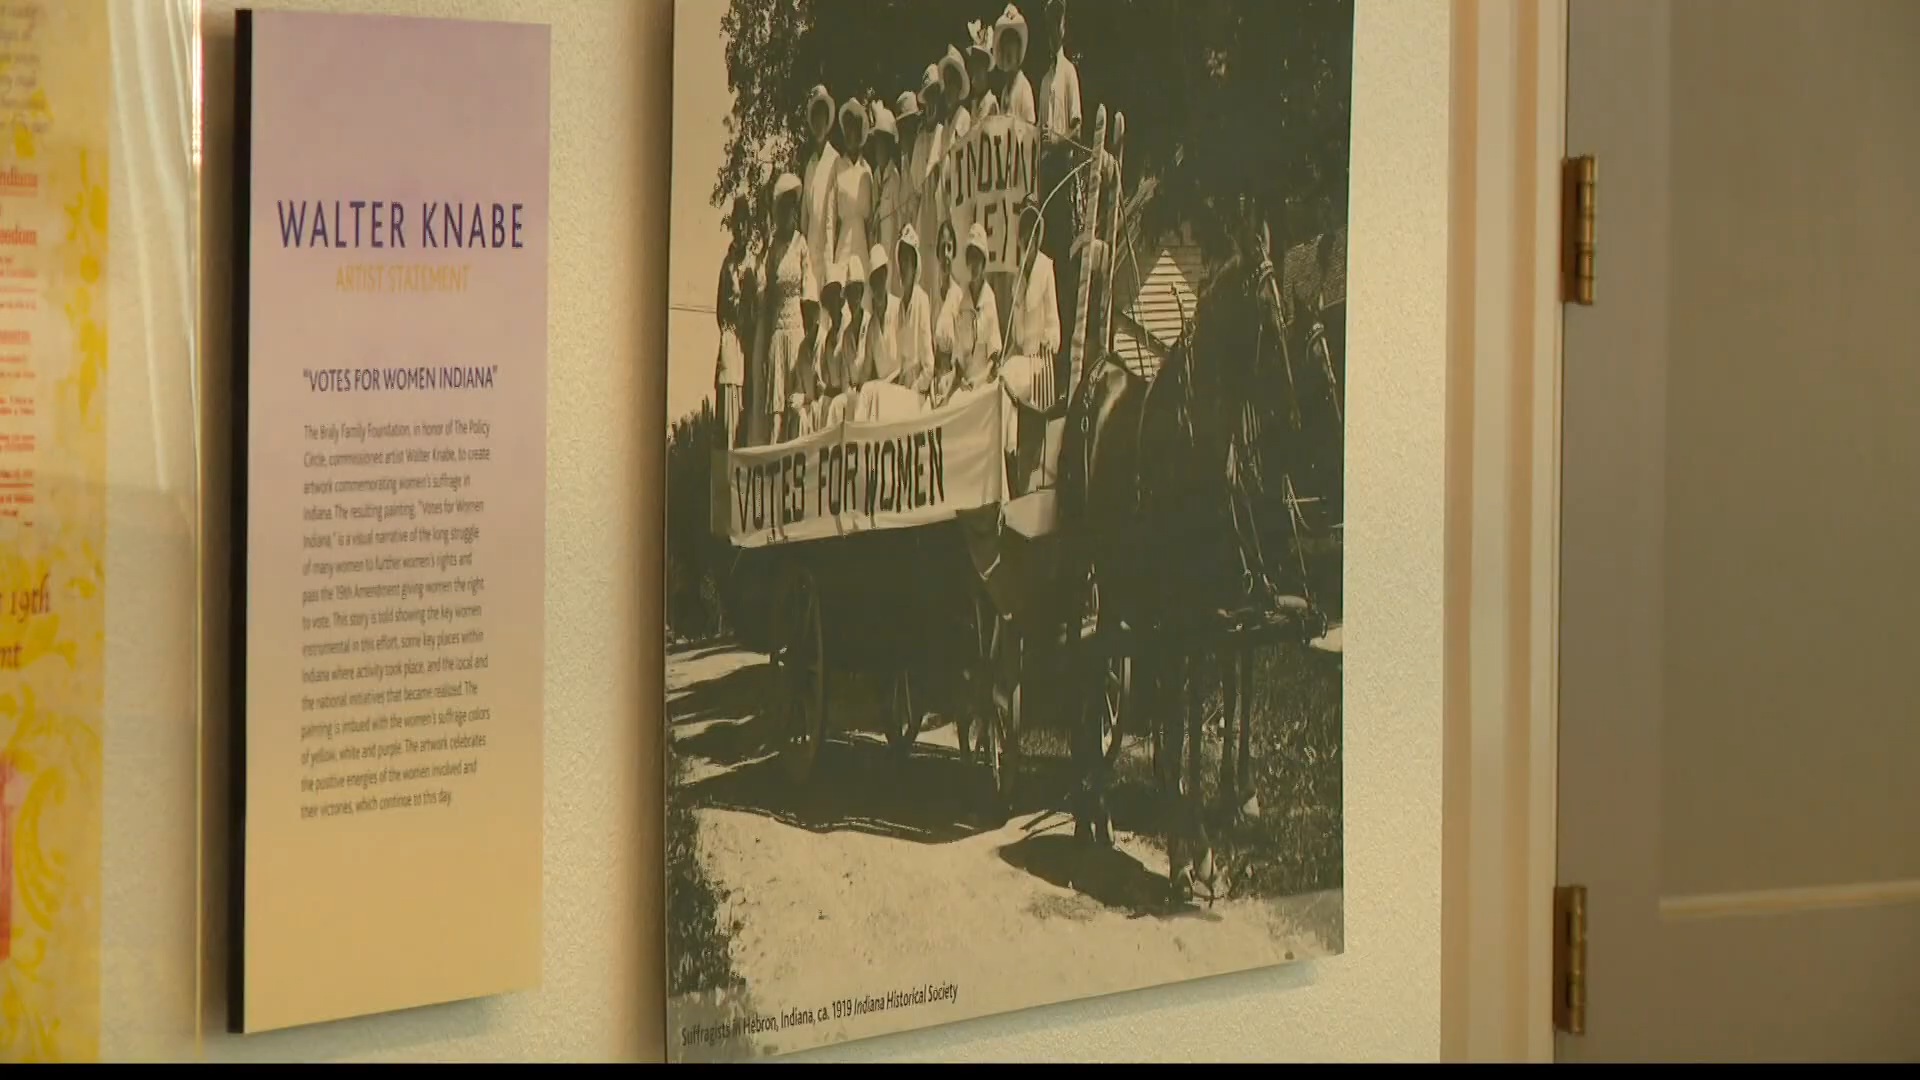 ndiana
eedom
19th
nt
WALTER KNABE
ARTIST STATEMENT
"VOTES FOR WOMEN INDIANA"
The Braly Family Foundation, in honor of The Policy
Circle, commissioned artist Walter Knabe, to create
artwork commemorating women's suffrage in
Indiana. The resulting painting, "Votes for Women
Indiana," is a visual narrative of the long struggle
of many women to further women's rights and
pass the 19th Amendment giving women the right
to vote. This story is told showing the key women
instrumental in this effort, some key places within
Indiana where activity took place, and the local and
the national initiatives that became realized. The
painting is imbued with the women's suffrage colors
of yellow, white and purple. The artwork celebrates
the positive energies of the women involved and
their victories, which continue to this day.
INDIAN
VOTES FOR WOMEN
Suffragists in Hebron, Indiana, ca. 1919 Indiana Historical Society